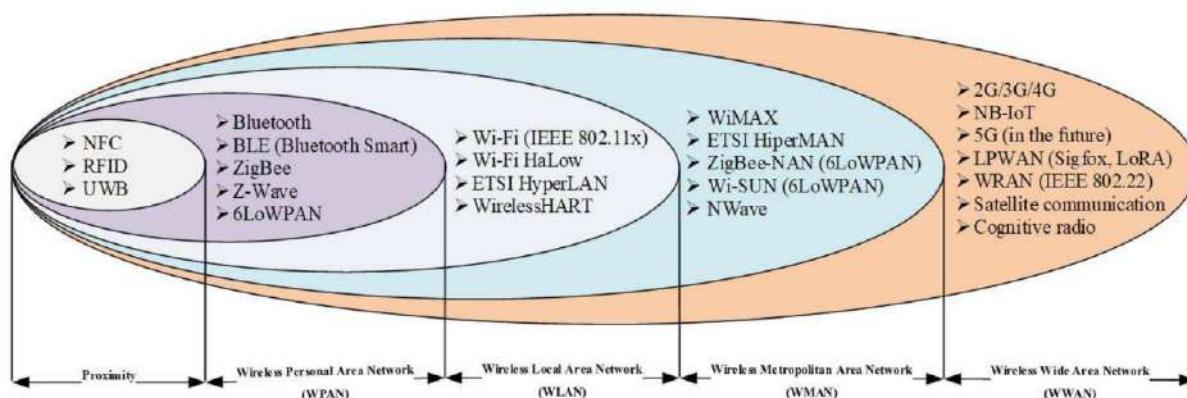 ➢ NFC
➢ RFID
➢ UWB
➢ Bluetooth
➢ BLE (Bluetooth Smart)
➢ ZigBee
➢ Z-Wave
➢ 6LoWPAN
➢ Wi-Fi (IEEE 802.11x)
➢ Wi-Fi HaLow
➢ ETSI HyperLAN
➢ WirelessHART
➢ WiMAX
➢ ETSI HiperMAN
➢ ZigBee-NAN (6LoWPAN)
➢ Wi-SUN (6LoWPAN)
➢ NWave
➢ 2G/3G/4G
➢ NB-IoT
➢ 5G (in the future)
➢ LPWAN (Sigfox, LoRA)
➢ WRAN (IEEE 802.22)
➢ Satellite communication
➢ Cognitive radio
Proximity
Wireless Personal Area Network
(WPAN)
Wireless Local Area Network
(WLAN)
Wireless Metropolitan Area Network
(WMAN)
Wireless Wide Area Network
(WWAN)